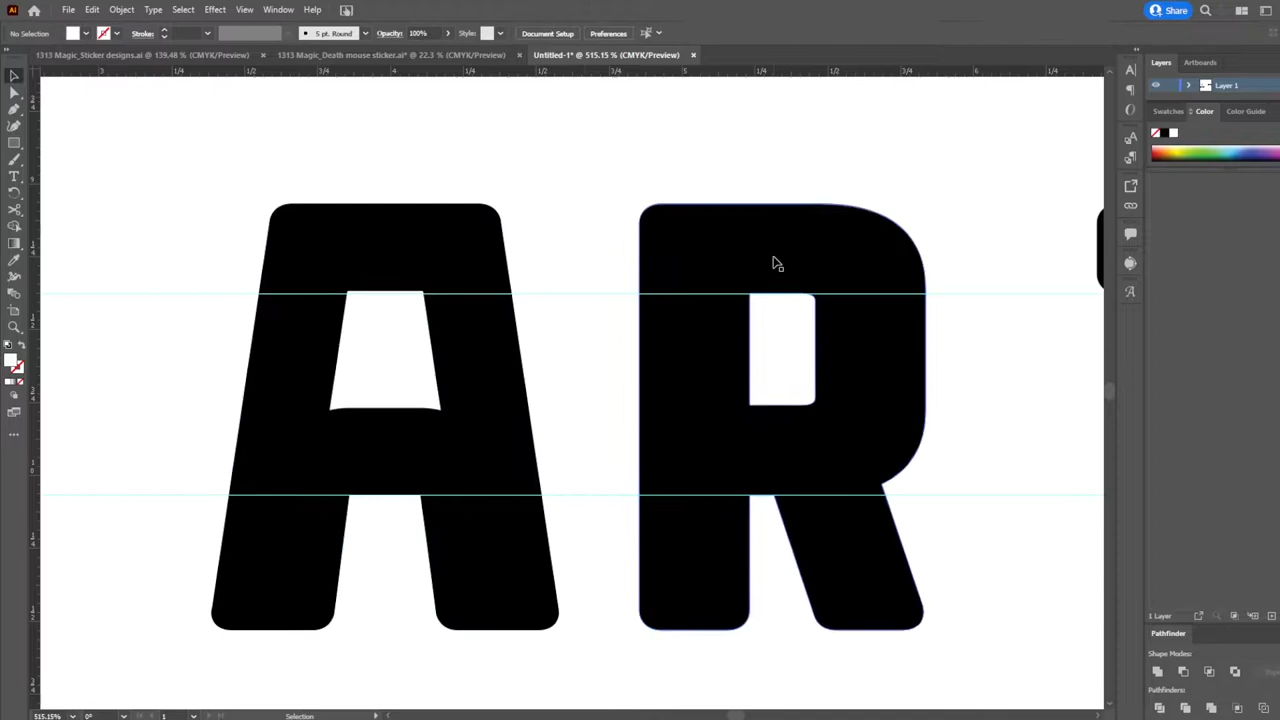 Ai File Edit Object Type Select Effect View Window Help Share
No Selection Stroke: 5 pt. Round Opacity: 100% Style: Document Setup Preferences
1313 Magic_Sticker designs.ai @ 139.48 % (CMYK/Preview) × 1313 Magic_Death mouse sticker.ai* @ 22.3 % (CMYK/Preview) × Untitled-1* @ 515.15 % (CMYK/Preview) ×
Layers Artboards
Layer 1
Swatches Color Color Guide
AR
1 Layer
Pathfinder
Shape Modes:
Pathfinders:
515.15% 0° 1 Selection